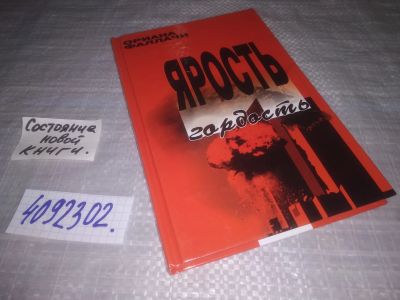 ОРИАНА
ФАЛЛАЧИ
ЯРОСТЬ
и
гордость
Состояние
новой
книги.
4092302.